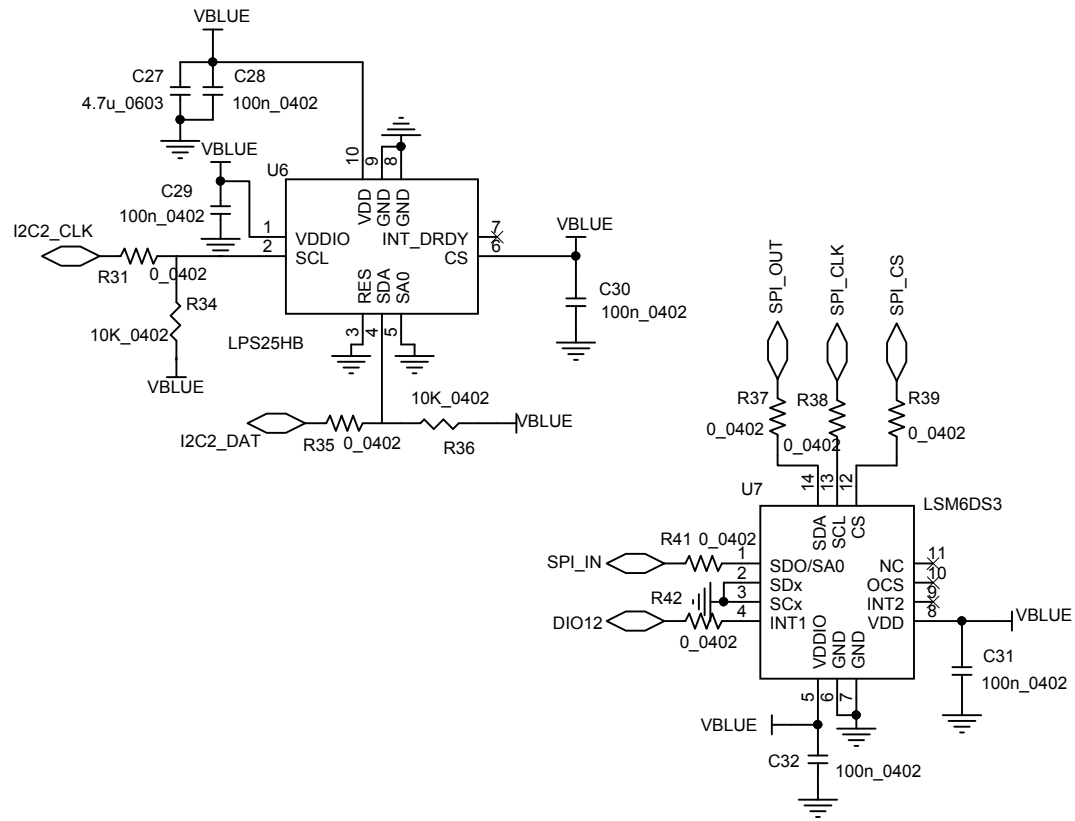 VBLUE
C27
C28
4.7u_0603
100n_0402
VBLUE
U6
10
9
8
C29
100n_0402
VDD
GND
GND
I2C2_CLK
1
VDDIO
INT_DRDY
7
VBLUE
2
SCL
CS
6
R31
0_0402
RES
SDA
SA0
C30
100n_0402
R34
10K_0402
3
4
5
LPS25HB
VBLUE
10K_0402
VBLUE
I2C2_DAT
R35
0_0402
R36
SPI_OUT
SPI_CLK
SPI_CS
R37
R38
R39
0_0402
0_0402
0_0402
14
13
12
U7
LSM6DS3
SDA
SCL
CS
R41
0_0402
SPI_IN
1
SDO/SA0
NC
11
2
SDx
OCS
10
R42
3
SCx
INT2
9
DIO12
4
INT1
VDD
8
VBLUE
0_0402
VDDIO
GND
GND
C31
100n_0402
5
6
7
VBLUE
C32
100n_0402